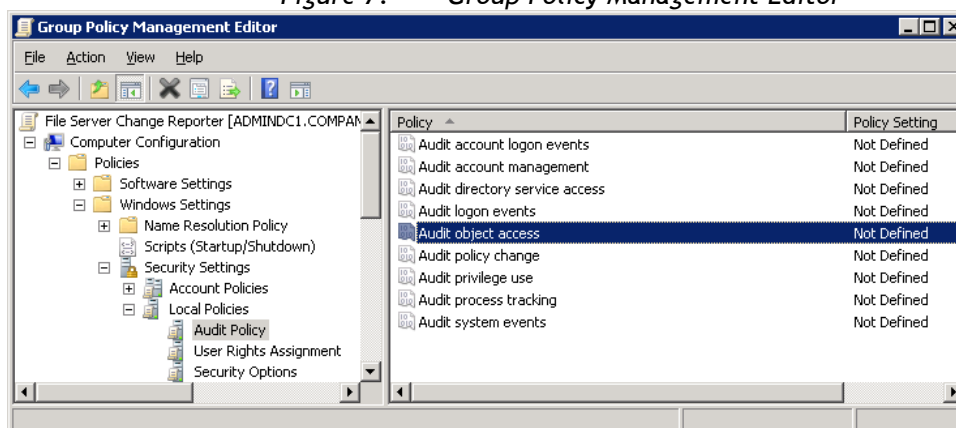 Figure 7: Group Policy Management Editor
Group Policy Management Editor
File Action View Help
File Server Change Reporter [ADMINDC1.COMPAN
Computer Configuration
Policies
Software Settings
Windows Settings
Name Resolution Policy
Scripts (Startup/Shutdown)
Security Settings
Account Policies
Local Policies
Audit Policy
User Rights Assignment
Security Options
Policy Policy Setting
Audit account logon events Not Defined
Audit account management Not Defined
Audit directory service access Not Defined
Audit logon events Not Defined
Audit object access Not Defined
Audit policy change Not Defined
Audit privilege use Not Defined
Audit process tracking Not Defined
Audit system events Not Defined